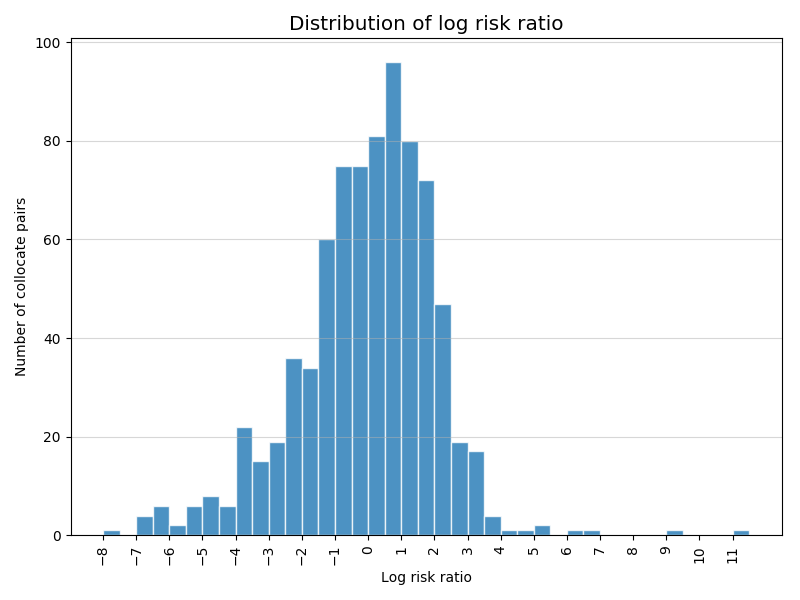 Distribution of log risk ratio
Number of collocate pairs
100
80
60
40
20
0
−8 −7 −6 −5 −4 −3 −2 −1 0 1 2 3 4 5 6 7 8 9 10 11
Log risk ratio